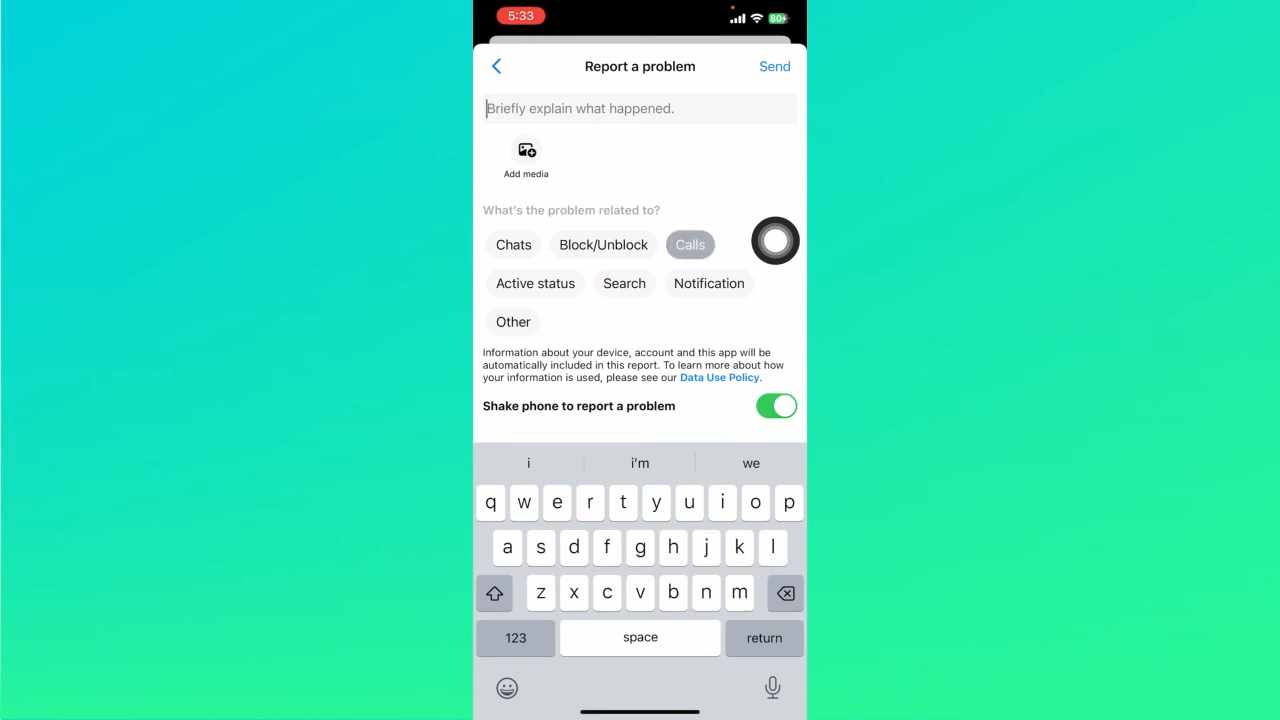 5:33
80
Report a problem
Send
Briefly explain what happened.
Add media
What's the problem related to?
Chats
Block/Unblock
Calls
Active status
Search
Notification
Other
Information about your device, account and this app will be
automatically included in this report. To learn more about how
your information is used, please see our Data Use Policy.
Shake phone to report a problem
i
i'm
we
q w e r t y u i o p
a s d f g h j k l
z x c v b n m
123
space
return